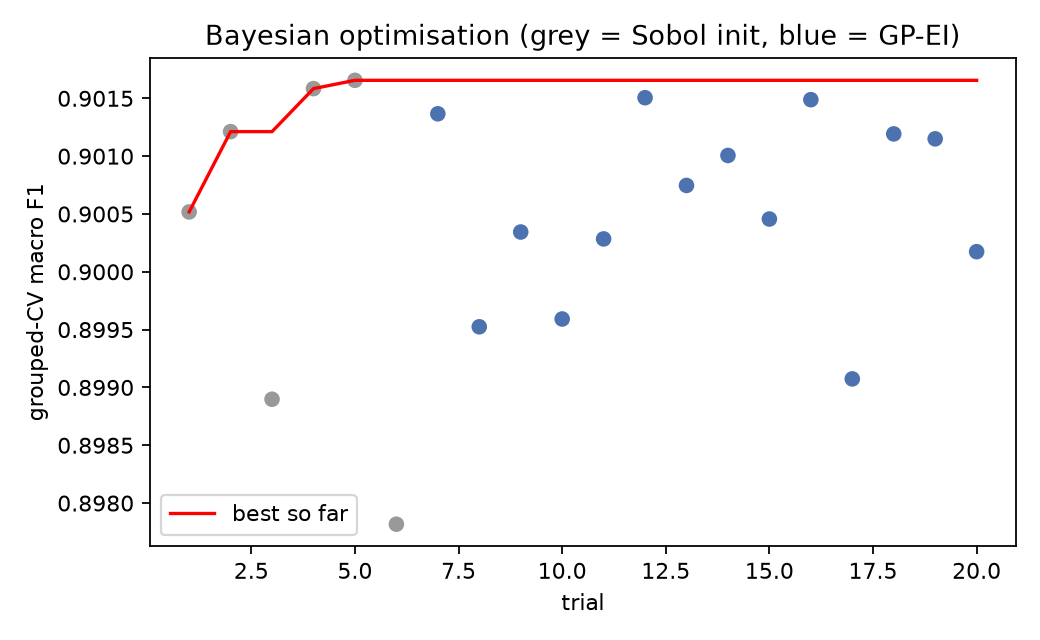 Bayesian optimisation (grey = Sobol init, blue = GP-EI)
grouped-CV macro F1
0.9015
0.9010
0.9005
0.9000
0.8995
0.8990
0.8985
0.8980
best so far
2.5 5.0 7.5 10.0 12.5 15.0 17.5 20.0
trial